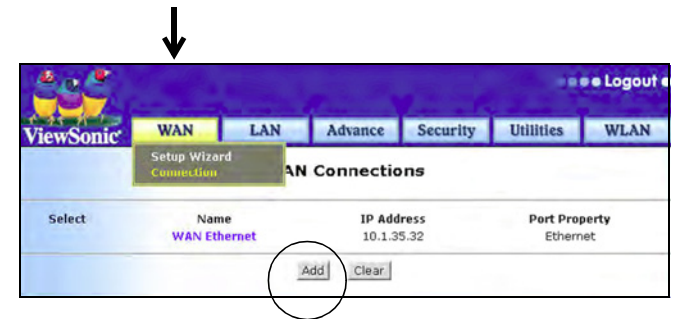 Logout
ViewSonic WAN LAN Advance Security Utilities WLAN
Setup Wizard
Connection
AN Connections
Select Name IP Address Port Property
WAN Ethernet 10.1.35.32 Ethernet
Add Clear